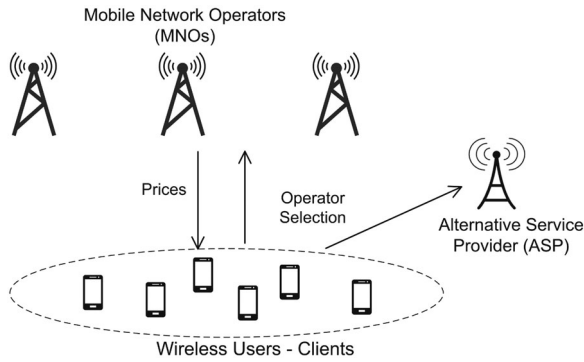 Mobile Network Operators
(MNOs)
Prices
Operator
Selection
Alternative Service
Provider (ASP)
Wireless Users - Clients